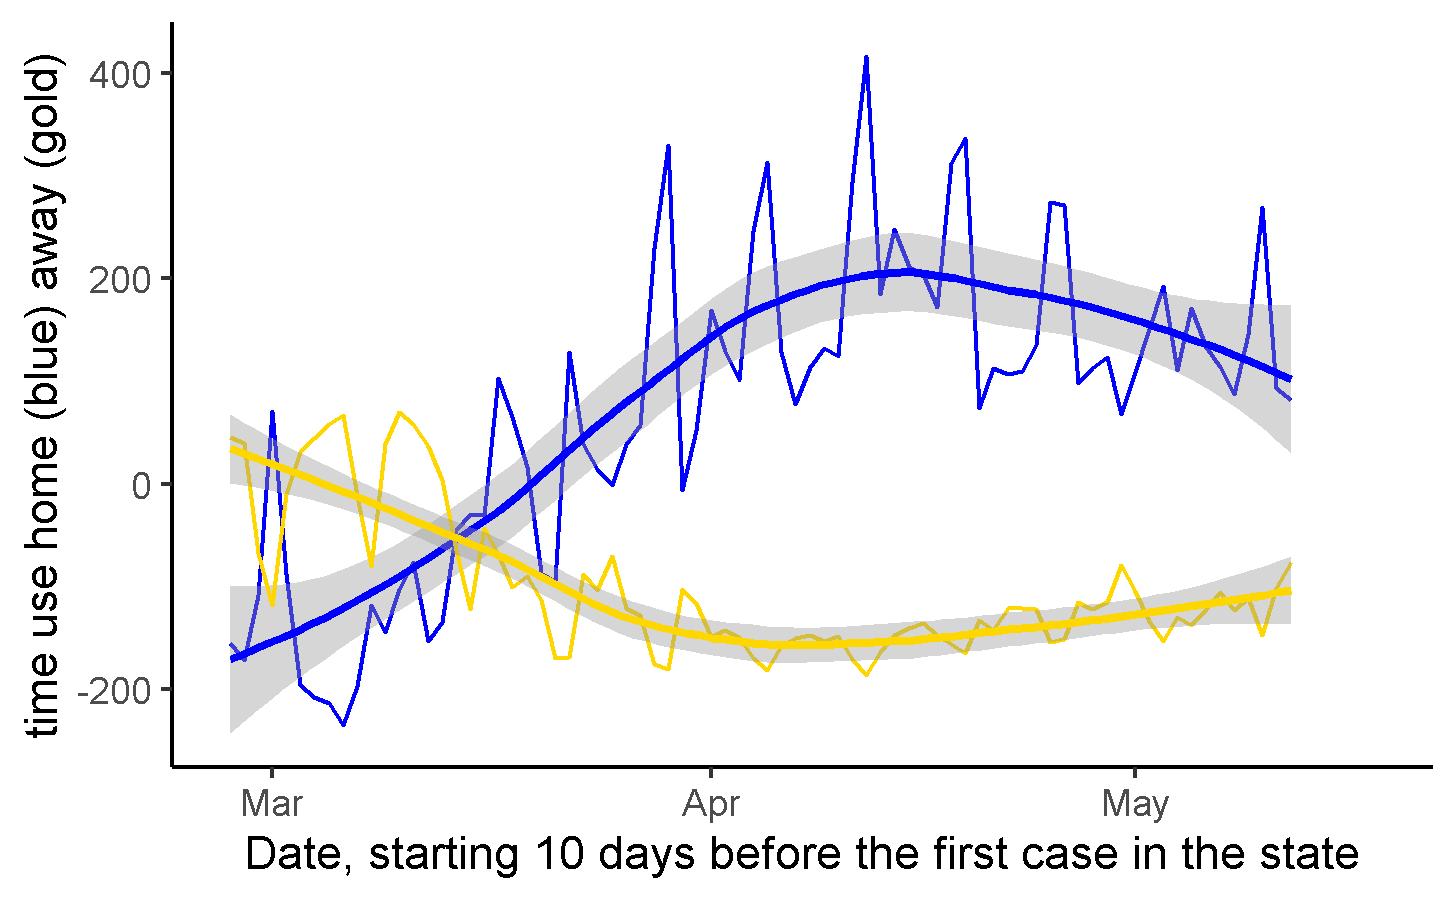 time use home (blue) away (gold)
400
200
0
-200
Mar
Apr
May
Date, starting 10 days before the first case in the state